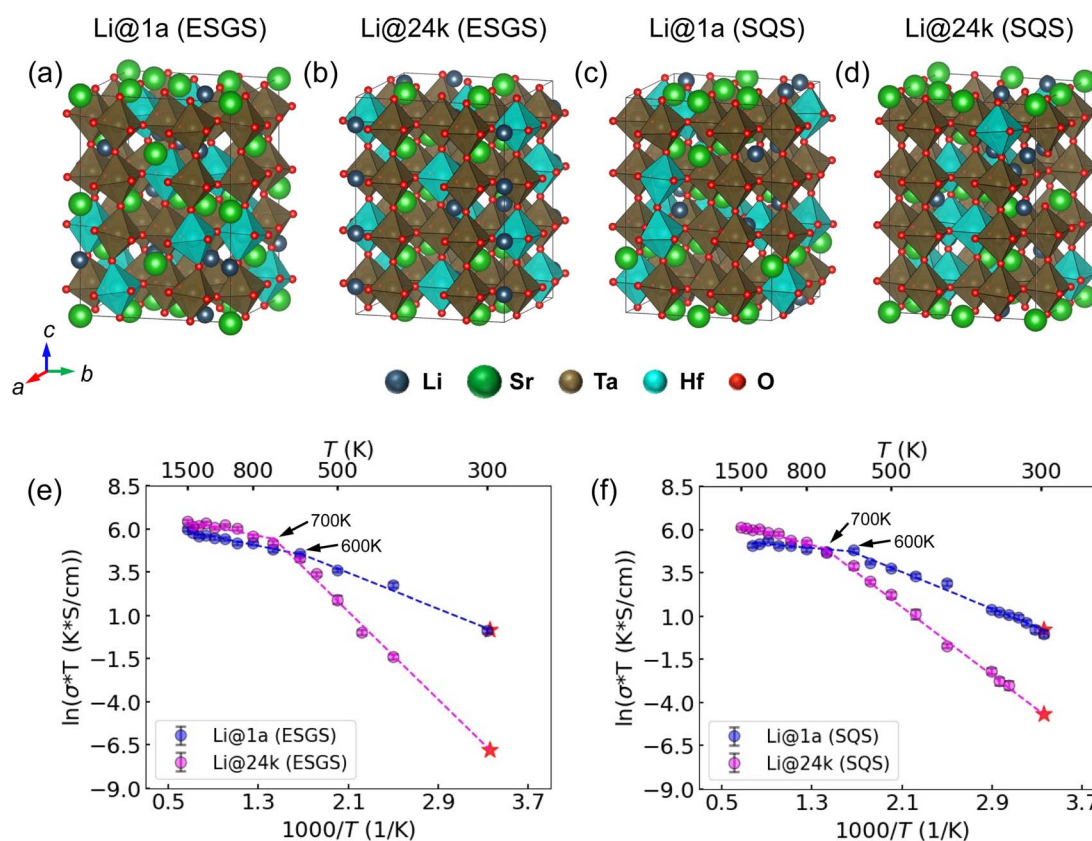 Li@1a (ESGS) Li@24k (ESGS) Li@1a (SQS) Li@24k (SQS)
(a) (b) (c) (d)
c
a b
Li Sr Ta Hf O
(e)
T (K)
1500 800 500 300
8.5
6.0
3.5
1.0
−1.5
−4.0
−6.5
−9.0
ln(σ*T (K*S/cm))
700K
600K
Li@1a (ESGS)
Li@24k (ESGS)
0.5 1.3 2.1 2.9 3.7
1000/T (1/K)
(f)
T (K)
1500 800 500 300
8.5
6.0
3.5
1.0
−1.5
−4.0
−6.5
−9.0
ln(σ*T (K*S/cm))
700K
600K
Li@1a (SQS)
Li@24k (SQS)
0.5 1.3 2.1 2.9 3.7
1000/T (1/K)